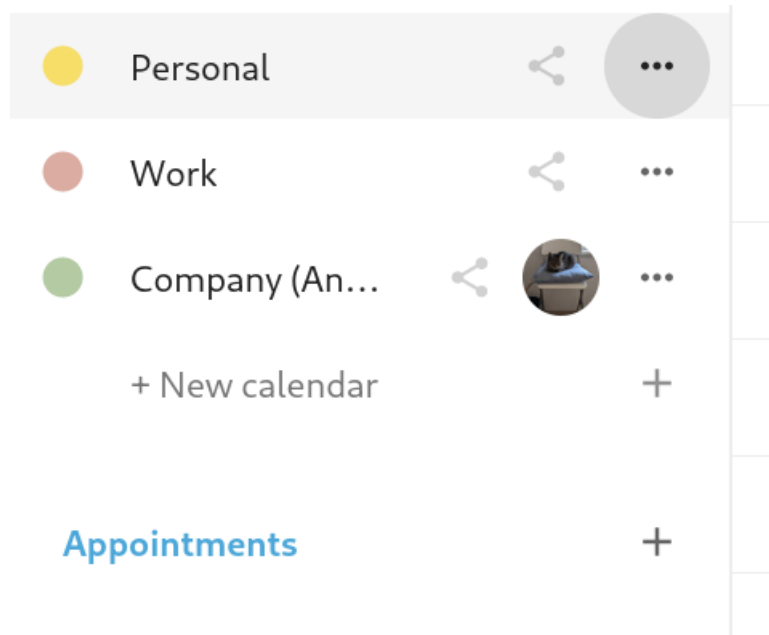 Personal
Work
Company (An...
+ New calendar
Appointments